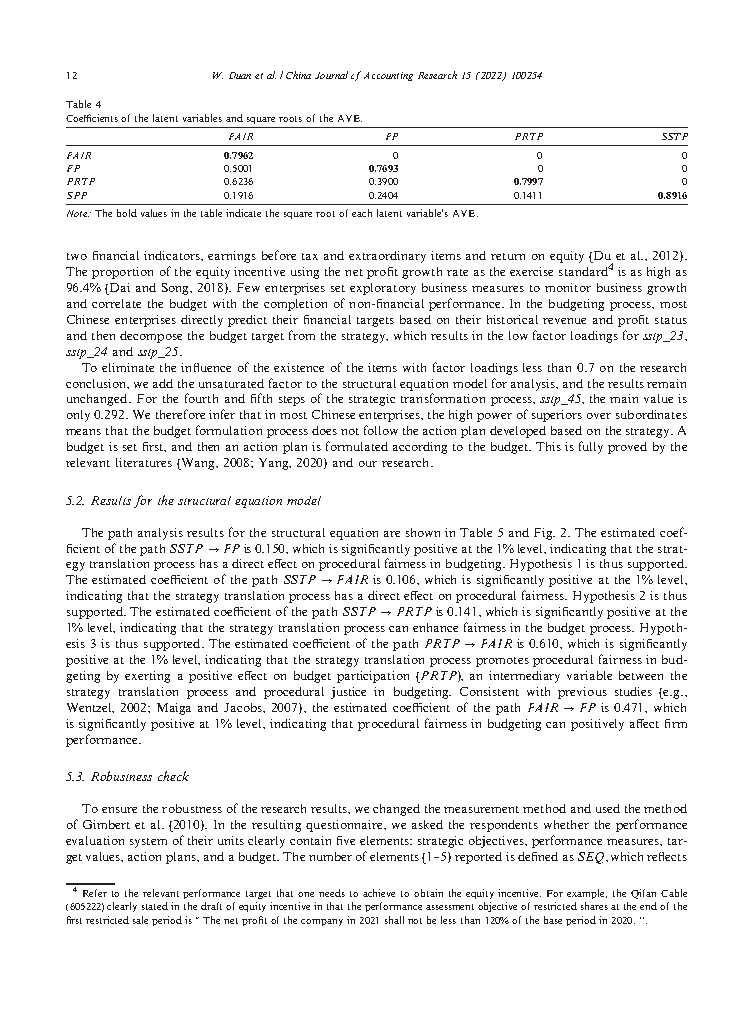 12
W. Duan et al. / China Journal of Accounting Research 15 (2022) 100254
Table 4
Coefficients of the latent variables and square roots of the AVE.
FAIR FP PRTP SSTP
FAIR 0.7962 0 0 0
FP 0.5001 0.7693 0 0
PRTP 0.6236 0.3900 0.7997 0
SPP 0.1916 0.2404 0.1411 0.8916
Note: The bold values in the table indicate the square root of each latent variable's AVE.
two financial indicators, earnings before tax and extraordinary items and return on equity (Du et al., 2012).
The proportion of the equity incentive using the net profit growth rate as the exercise standard4 is as high as
96.4% (Dai and Song, 2018). Few enterprises set exploratory business measures to monitor business growth
and correlate the budget with the completion of non-financial performance. In the budgeting process, most
Chinese enterprises directly predict their financial targets based on their historical revenue and profit status
and then decompose the budget target from the strategy, which results in the low factor loadings for sstp_23,
sstp_24 and sstp_25.
To eliminate the influence of the existence of the items with factor loadings less than 0.7 on the research
conclusion, we add the unsaturated factor to the structural equation model for analysis, and the results remain
unchanged. For the fourth and fifth steps of the strategic transformation process, sstp_45, the main value is
only 0.292. We therefore infer that in most Chinese enterprises, the high power of superiors over subordinates
means that the budget formulation process does not follow the action plan developed based on the strategy. A
budget is set first, and then an action plan is formulated according to the budget. This is fully proved by the
relevant literatures (Wang, 2008; Yang, 2020) and our research.
5.2. Results for the structural equation model
The path analysis results for the structural equation are shown in Table 5 and Fig. 2. The estimated coef-
ficient of the path SSTP → FP is 0.150, which is significantly positive at the 1% level, indicating that the strat-
egy translation process has a direct effect on procedural fairness in budgeting. Hypothesis 1 is thus supported.
The estimated coefficient of the path SSTP → FAIR is 0.106, which is significantly positive at the 1% level,
indicating that the strategy translation process has a direct effect on procedural fairness. Hypothesis 2 is thus
supported. The estimated coefficient of the path SSTP → PRTP is 0.141, which is significantly positive at the
1% level, indicating that the strategy translation process can enhance fairness in the budget process. Hypoth-
esis 3 is thus supported. The estimated coefficient of the path PRTP → FAIR is 0.610, which is significantly
positive at the 1% level, indicating that the strategy translation process promotes procedural fairness in bud-
geting by exerting a positive effect on budget participation (PRTP), an intermediary variable between the
strategy translation process and procedural justice in budgeting. Consistent with previous studies (e.g.,
Wentzel, 2002; Maiga and Jacobs, 2007), the estimated coefficient of the path FAIR → FP is 0.471, which
is significantly positive at 1% level, indicating that procedural fairness in budgeting can positively affect firm
performance.
5.3. Robustness check
To ensure the robustness of the research results, we changed the measurement method and used the method
of Gimbert et al. (2010). In the resulting questionnaire, we asked the respondents whether the performance
evaluation system of their units clearly contain five elements: strategic objectives, performance measures, tar-
get values, action plans, and a budget. The number of elements (1–5) reported is defined as SEQ, which reflects
4 Refer to the relevant performance target that one needs to achieve to obtain the equity incentive. For example, the Qifan Cable
(605222) clearly stated in the draft of equity incentive in that the performance assessment objective of restricted shares at the end of the
first restricted sale period is " The net profit of the company in 2021 shall not be less than 120% of the base period in 2020. ".